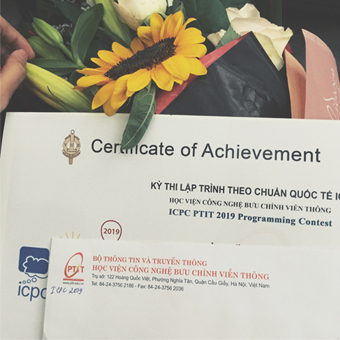 Certificate of Achievement
KỲ THI LẬP TRÌNH THEO CHUẨN QUỐC TẾ IC
HỌC VIỆN CÔNG NGHỆ BƯU CHÍNH VIỄN THÔNG
ICPC PTIT 2019 Programming Contest
2019
icpc
PTIT
BỘ THÔNG TIN VÀ TRUYỀN THÔNG
HỌC VIỆN CÔNG NGHỆ BƯU CHÍNH VIỄN THÔNG
Trụ sở: 122 Hoàng Quốc Việt, Phường Nghĩa Tân, Quận Cầu Giấy, Hà Nội, Việt Nam
Tel: 84-24-3756 2186 - Fax: 84-24-3756 2036
ICPC 2019